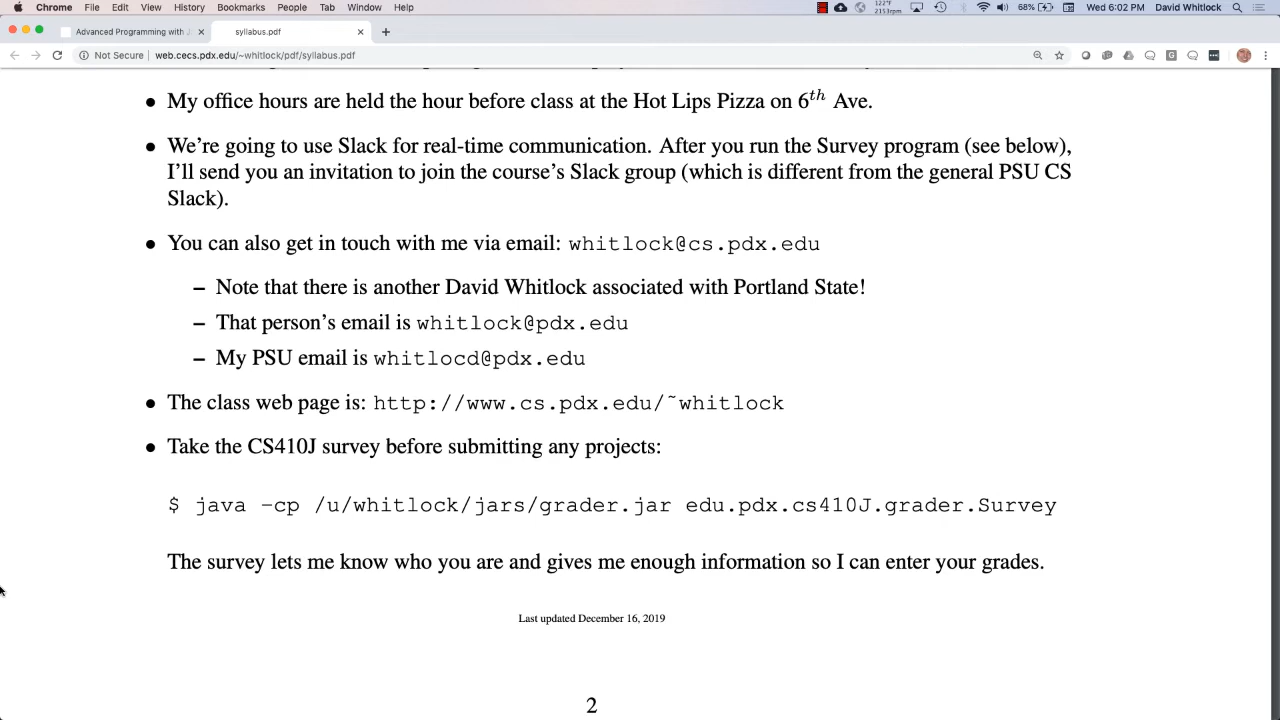 Chrome File Edit View History Bookmarks People Tab Window Help 122°F 2153rpm 68% Wed 6:02 PM David Whitlock
Advanced Programming with J syllabus.pdf
Not Secure | web.cecs.pdx.edu/~whitlock/pdf/syllabus.pdf
• My office hours are held the hour before class at the Hot Lips Pizza on 6th Ave.
• We're going to use Slack for real-time communication. After you run the Survey program (see below),
I'll send you an invitation to join the course's Slack group (which is different from the general PSU CS
Slack).
• You can also get in touch with me via email: whitlock@cs.pdx.edu
– Note that there is another David Whitlock associated with Portland State!
– That person's email is whitlock@pdx.edu
– My PSU email is whitlocd@pdx.edu
• The class web page is: http://www.cs.pdx.edu/~whitlock
• Take the CS410J survey before submitting any projects:
$ java -cp /u/whitlock/jars/grader.jar edu.pdx.cs410J.grader.Survey
The survey lets me know who you are and gives me enough information so I can enter your grades.
Last updated December 16, 2019
2